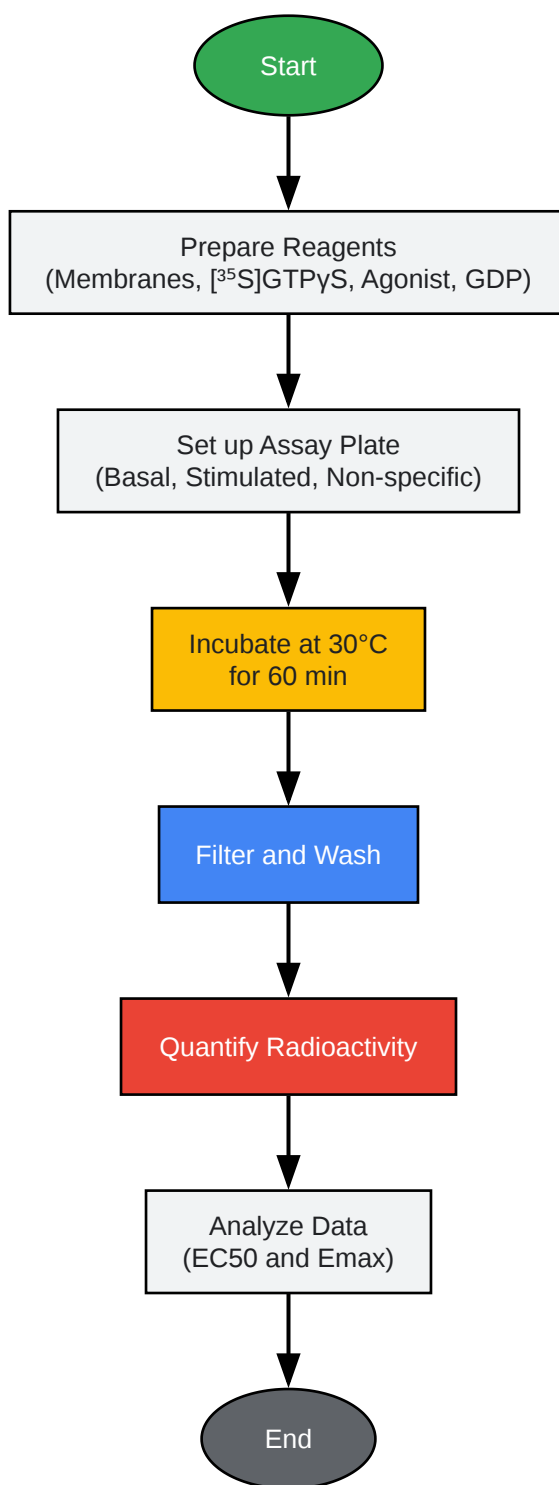 Start
Prepare Reagents
(Membranes, [³⁵S]GTPγS, Agonist, GDP)
Set up Assay Plate
(Basal, Stimulated, Non-specific)
Incubate at 30°C
for 60 min
Filter and Wash
Quantify Radioactivity
Analyze Data
(EC50 and Emax)
End